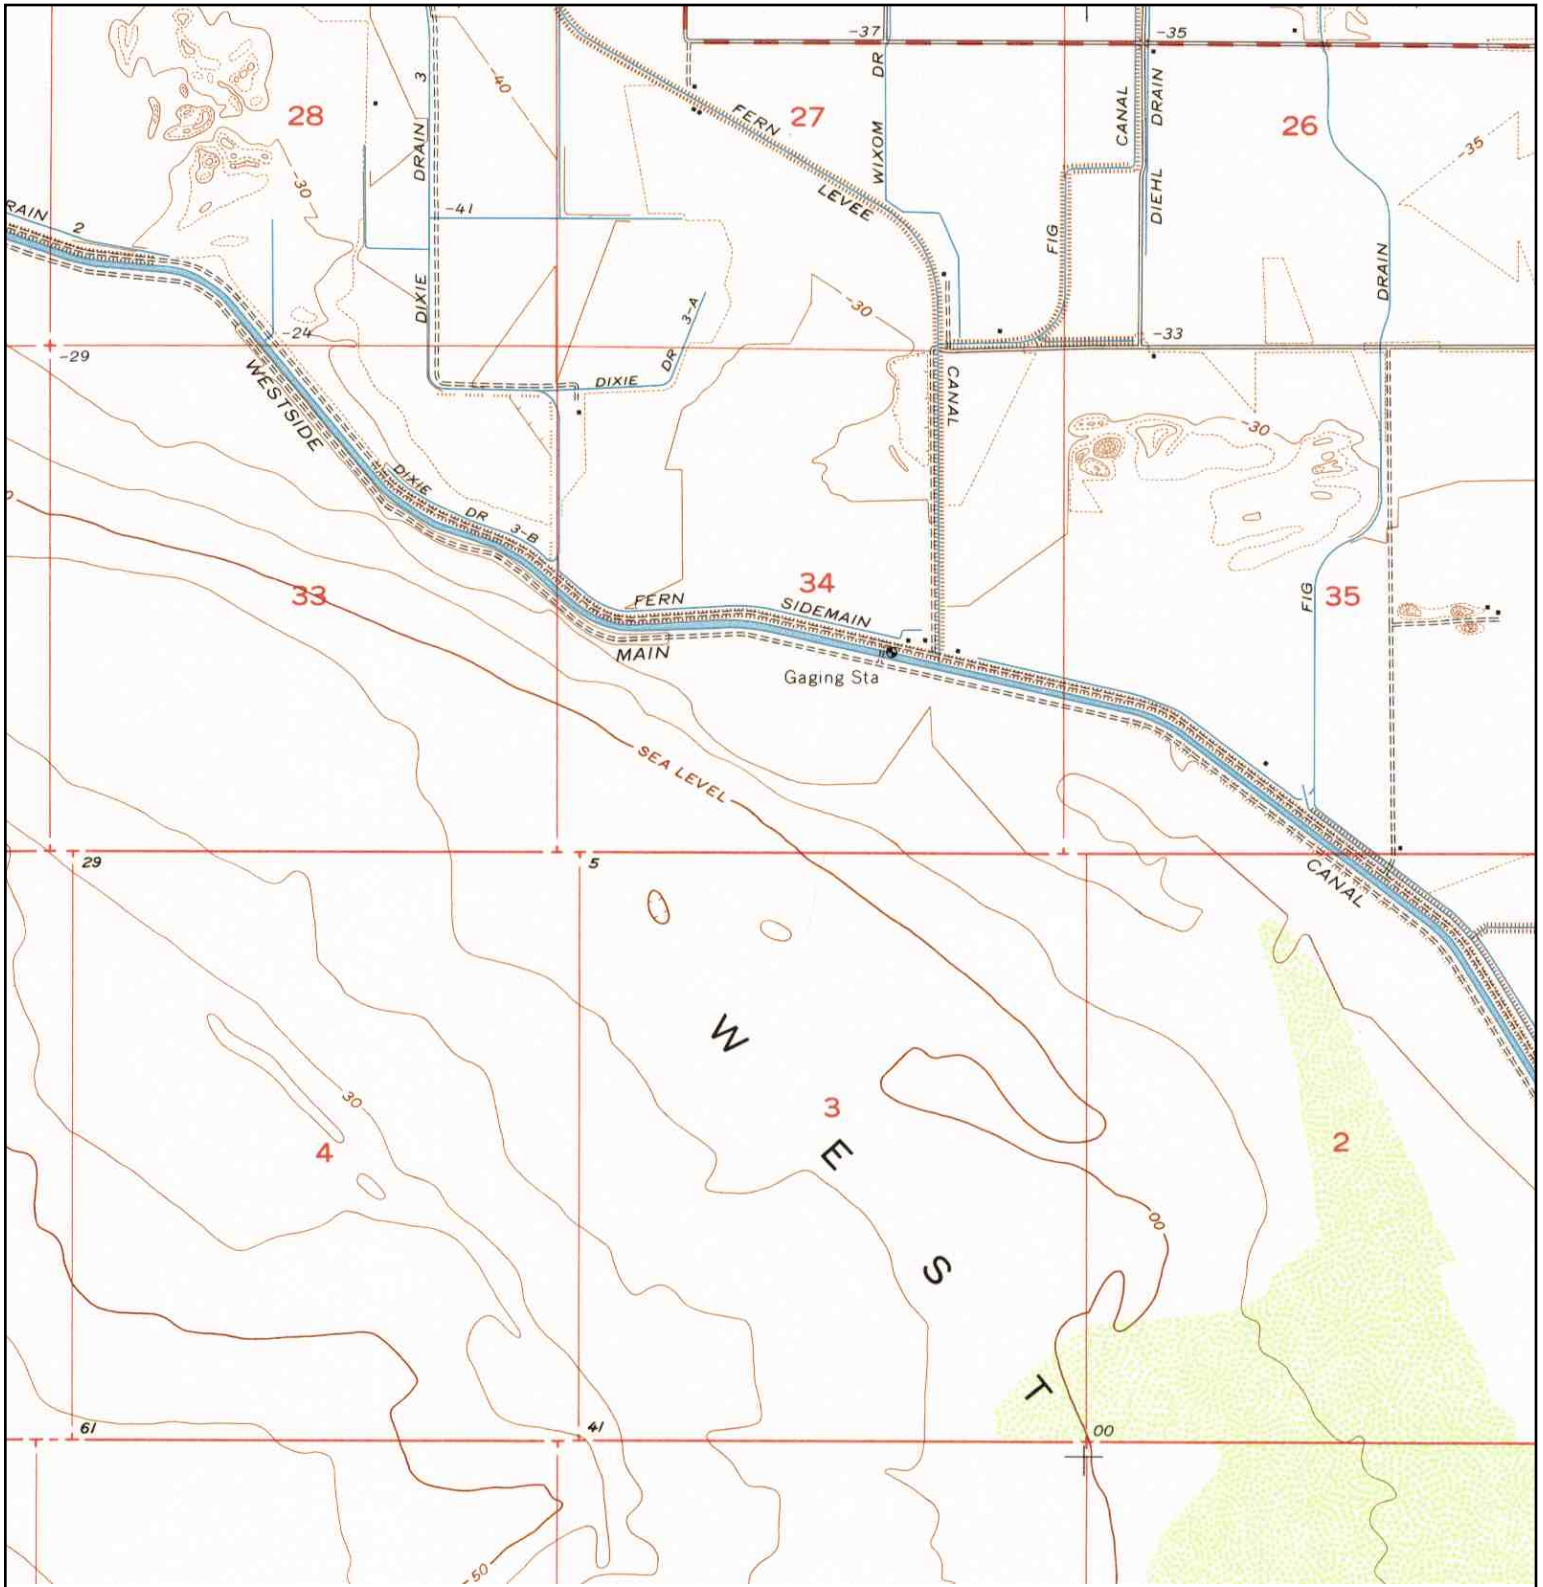 -37
-35
3
-40
DR
DRAIN
CANAL
28
FERN
27
26
DRAIN
WIXOM
-35
-30
LEVEE
DIEHL
RAIN
2
-41
FIG
DRAIN
DIXIE
3-A
-30
-24
-33
-29
DR
WESTSIDE
DIXIE
CANAL
-30
DIXIE
DR
3-B
33
34
FERN
SIDEMAIN
FIG
35
MAIN
Gaging Sta
SEA LEVEL
29
5
CANAL
W
30
3
4
E
2
00
S
T
61
41
00
50